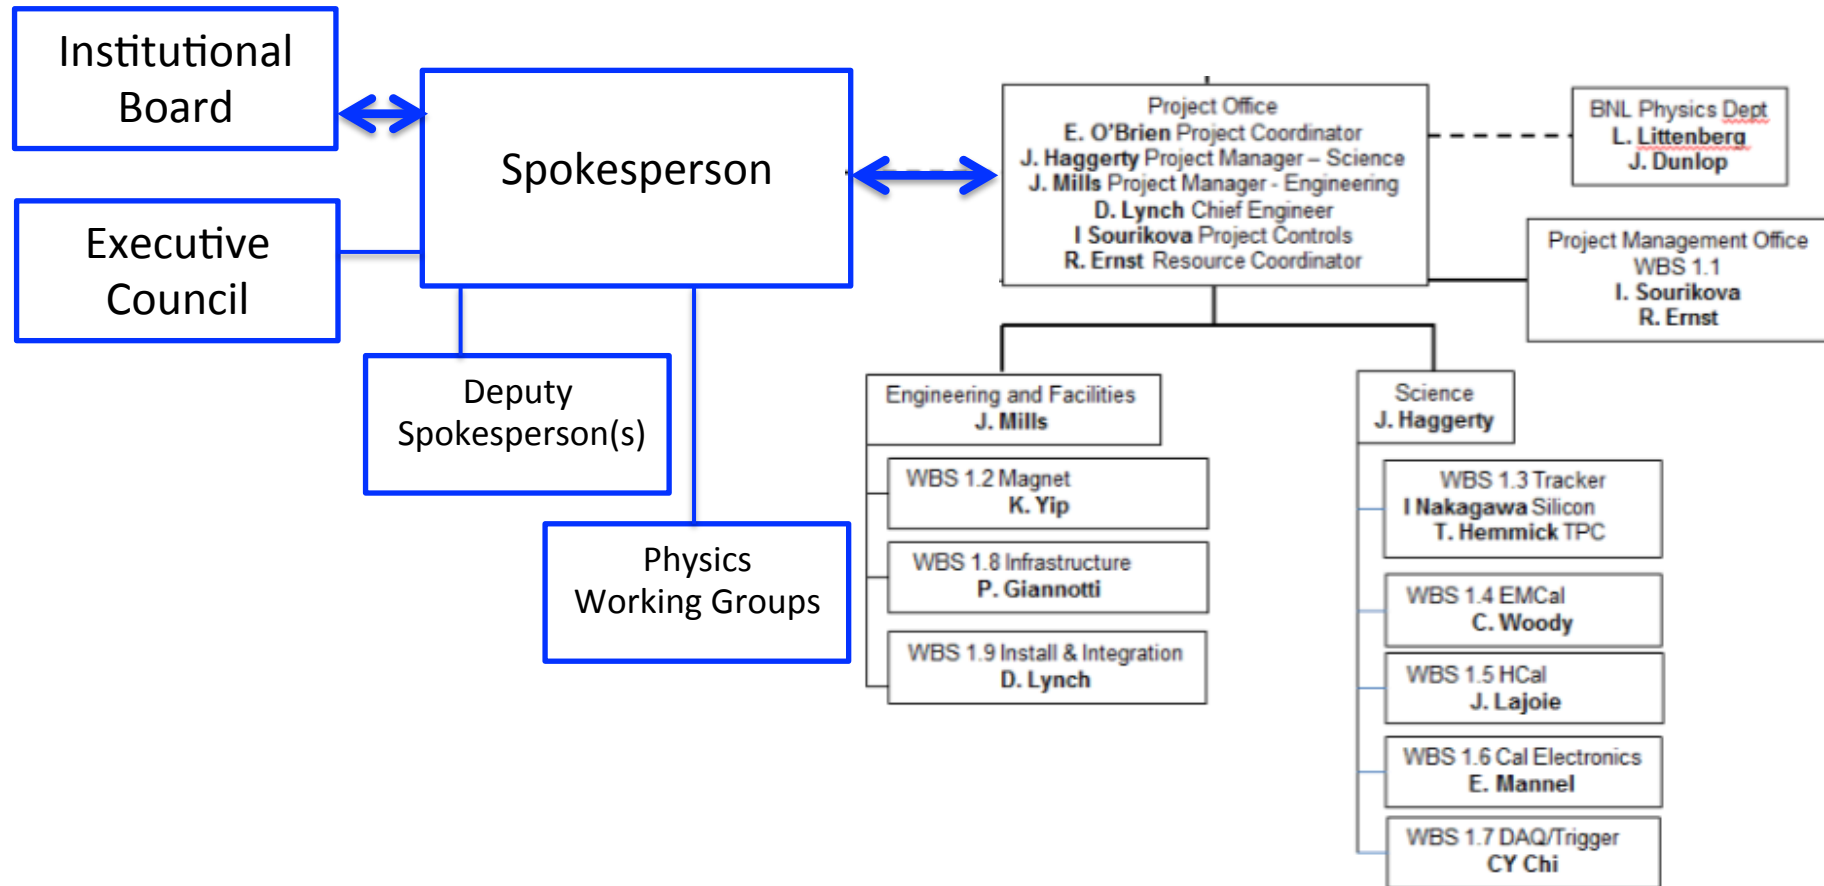 Institutional
Board
Spokesperson
Executive
Council
Deputy
Spokesperson(s)
Physics
Working Groups
Project Office
E. O'Brien Project Coordinator
J. Haggerty Project Manager – Science
J. Mills Project Manager - Engineering
D. Lynch Chief Engineer
I Sourikova Project Controls
R. Ernst Resource Coordinator
BNL Physics Dept
L. Littenberg
J. Dunlop
Project Management Office
WBS 1.1
I. Sourikova
R. Ernst
Engineering and Facilities
J. Mills
WBS 1.2 Magnet
K. Yip
WBS 1.8 Infrastructure
P. Giannotti
WBS 1.9 Install & Integration
D. Lynch
Science
J. Haggerty
WBS 1.3 Tracker
I Nakagawa Silicon
T. Hemmick TPC
WBS 1.4 EMCal
C. Woody
WBS 1.5 HCal
J. Lajoie
WBS 1.6 Cal Electronics
E. Mannel
WBS 1.7 DAQ/Trigger
CY Chi